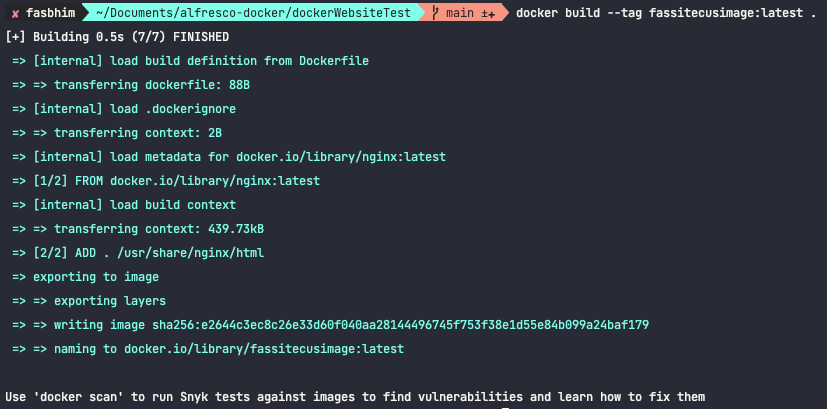 ✘ fasbhim ~/Documents/alfresco-docker/dockerWebsiteTest main ±+ docker build --tag fassitecusimage:latest .
[+] Building 0.5s (7/7) FINISHED
=> [internal] load build definition from Dockerfile
=> => transferring dockerfile: 88B
=> [internal] load .dockerignore
=> => transferring context: 2B
=> [internal] load metadata for docker.io/library/nginx:latest
=> [1/2] FROM docker.io/library/nginx:latest
=> [internal] load build context
=> => transferring context: 439.73kB
=> [2/2] ADD . /usr/share/nginx/html
=> exporting to image
=> => exporting layers
=> => writing image sha256:e2644c3ec8c26e33d60f040aa28144496745f753f38e1d55e84b099a24baf179
=> => naming to docker.io/library/fassitecusimage:latest
Use 'docker scan' to run Snyk tests against images to find vulnerabilities and learn how to fix them